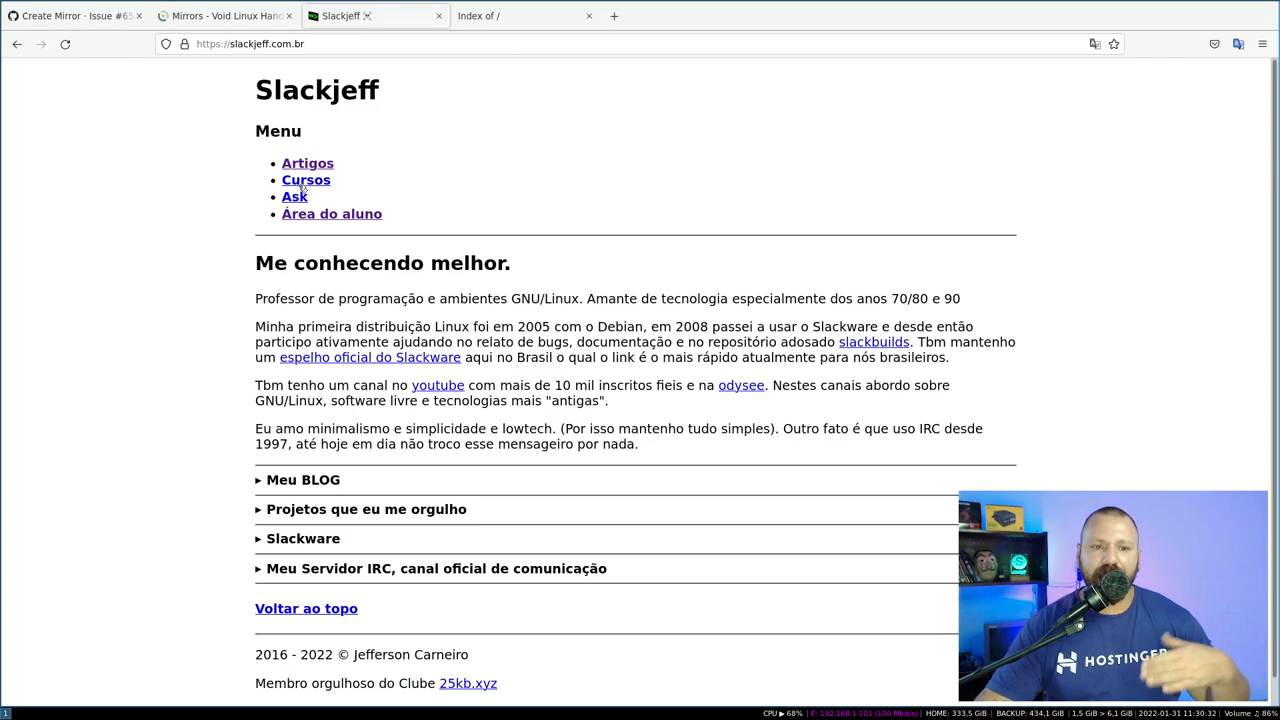 Create Mirror · Issue #65
Mirrors - Void Linux Hand
Slackjeff
Index of /
https://slackjeff.com.br
Slackjeff
Menu
• Artigos
• Cursos
• Ask
• Área do aluno
Me conhecendo melhor.
Professor de programação e ambientes GNU/Linux. Amante de tecnologia especialmente dos anos 70/80 e 90
Minha primeira distribuição Linux foi em 2005 com o Debian, em 2008 passei a usar o Slackware e desde então
participo ativamente ajudando no relato de bugs, documentação e no repositório adosado slackbuilds. Tbm mantenho
um espelho oficial do Slackware aqui no Brasil o qual o link é o mais rápido atualmente para nós brasileiros.
Tbm tenho um canal no youtube com mais de 10 mil inscritos fieis e na odysee. Nestes canais abordo sobre
GNU/Linux, software livre e tecnologias mais "antigas".
Eu amo minimalismo e simplicidade e lowtech. (Por isso mantenho tudo simples). Outro fato é que uso IRC desde
1997, até hoje em dia não troco esse mensageiro por nada.
▸ Meu BLOG
▸ Projetos que eu me orgulho
▸ Slackware
▸ Meu Servidor IRC, canal oficial de comunicação
Voltar ao topo
2016 - 2022 © Jefferson Carneiro
Membro orgulhoso do Clube 25kb.xyz
HOSTINGER
1
CPU ▶ 68% | E: 192.168.1.101 (100 Mbit/s) | HOME: 333,5 GiB | BACKUP: 434,1 GiB | 1,5 GiB > 6,1 GiB | 2022-01-31 11:30:32 | Volume ♫ 86%